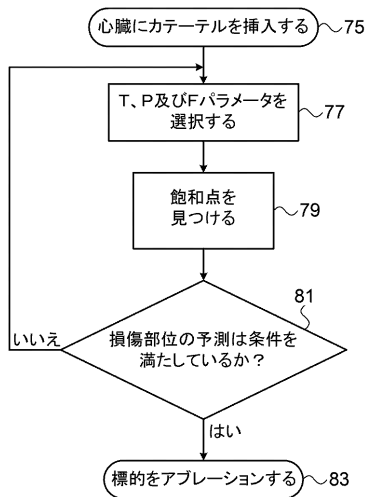 心臓にカテーテルを挿入する
75
T、P及びFパラメータを
選択する
77
飽和点を
見つける
79
81
損傷部位の予測は条件を
満たしているか?
いいえ
はい
標的をアブレーションする
83